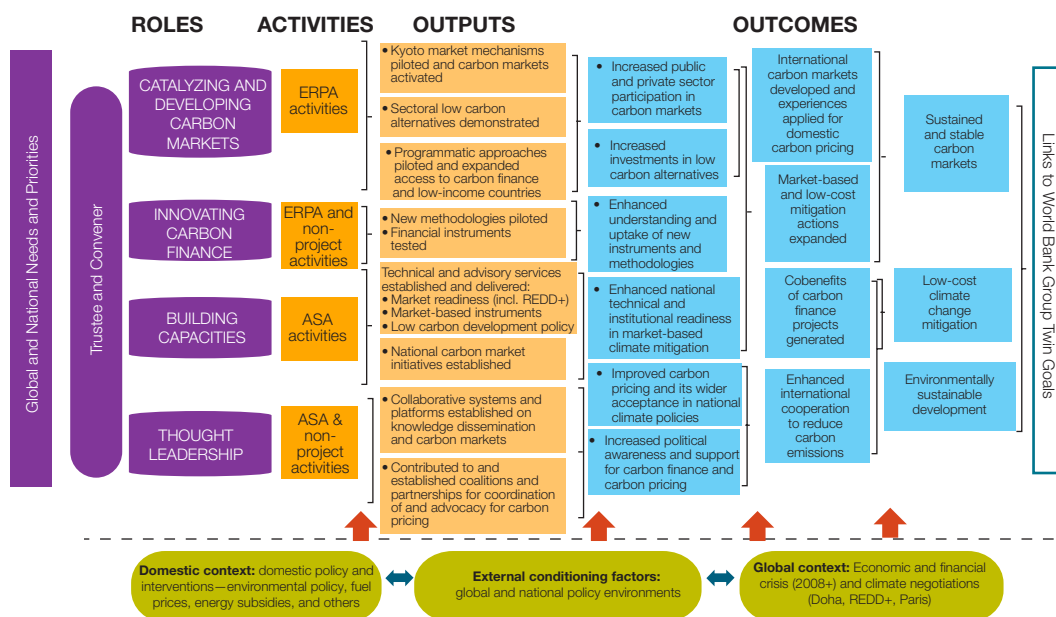 ROLES
ACTIVITIES
OUTPUTS
OUTCOMES
Global and National Needs and Priorities
Trustee and Convener
CATALYZING AND
DEVELOPING
CARBON
MARKETS
INNOVATING
CARBON
FINANCE
BUILDING
CAPACITIES
THOUGHT
LEADERSHIP
ERPA
activities
ERPA and
non-
project
activities
ASA
activities
ASA &
non-
project
activities
• Kyoto market mechanisms
piloted and carbon markets
activated
• Sectoral low carbon
alternatives demonstrated
• Programmatic approaches
piloted and expanded
access to carbon finance
and low-income countries
• New methodologies piloted
• Financial instruments
tested
Technical and advisory services
established and delivered:
• Market readiness (incl. REDD+)
• Market-based instruments
• Low carbon development policy
• National carbon market
initiatives established
• Collaborative systems and
platforms established on
knowledge dissemination
and carbon markets
• Contributed to and
established coalitions and
partnerships for coordination
of and advocacy for carbon
pricing
• Increased public
and private sector
participation in
carbon markets
• Increased
investments in low
carbon alternatives
• Enhanced
understanding and
uptake of new
instruments and
methodologies
• Enhanced national
technical and
institutional readiness
in market-based
climate mitigation
• Improved carbon
pricing and its wider
acceptance in national
climate policies
• Increased political
awareness and support
for carbon finance and
carbon pricing
International
carbon markets
developed and
experiences
applied for
domestic
carbon pricing
Market-based
and low-cost
mitigation
actions
expanded
Cobenefits
of carbon
finance
projects
generated
Enhanced
international
cooperation
to reduce
carbon
emissions
Sustained
and stable
carbon
markets
Low-cost
climate
change
mitigation
Environmentally
sustainable
development
Links to World Bank Group Twin Goals
Domestic context: domestic policy and
interventions—environmental policy, fuel
prices, energy subsidies, and others
External conditioning factors:
global and national policy environments
Global context: Economic and financial
crisis (2008+) and climate negotiations
(Doha, REDD+, Paris)